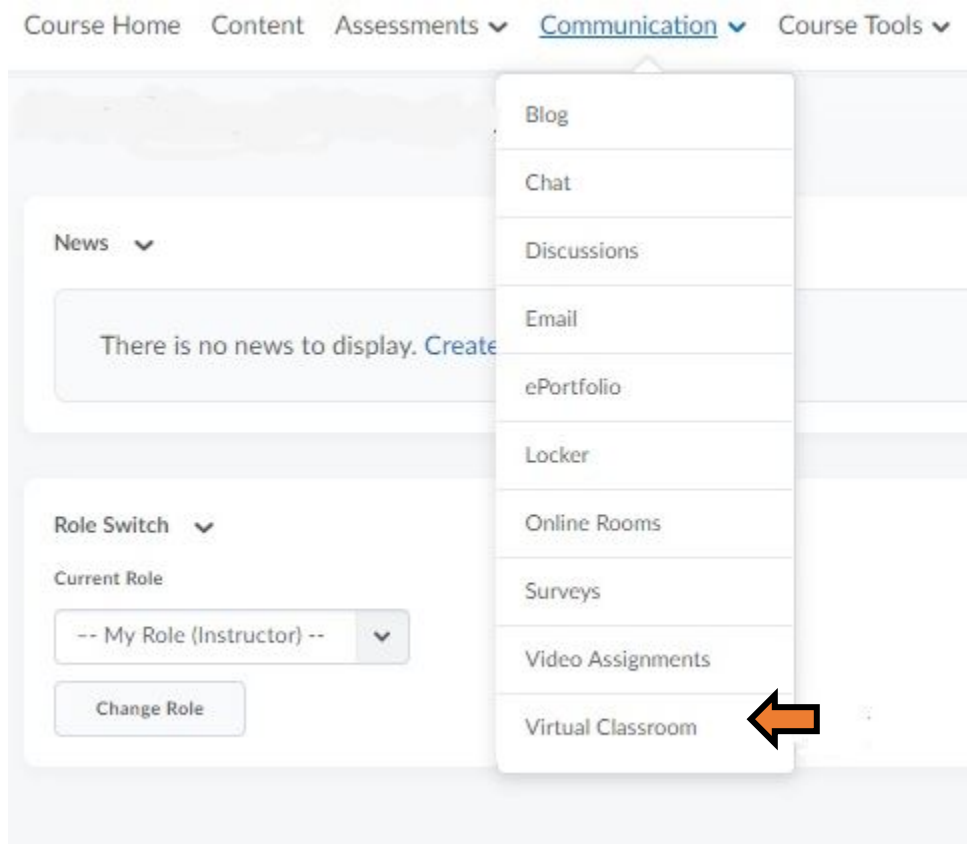 Course Home Content Assessments Communication Course Tools
Blog
Chat
Discussions
Email
ePortfolio
Locker
Online Rooms
Surveys
Video Assignments
Virtual Classroom
News
There is no news to display. Create
Role Switch
Current Role
-- My Role (Instructor) --
Change Role